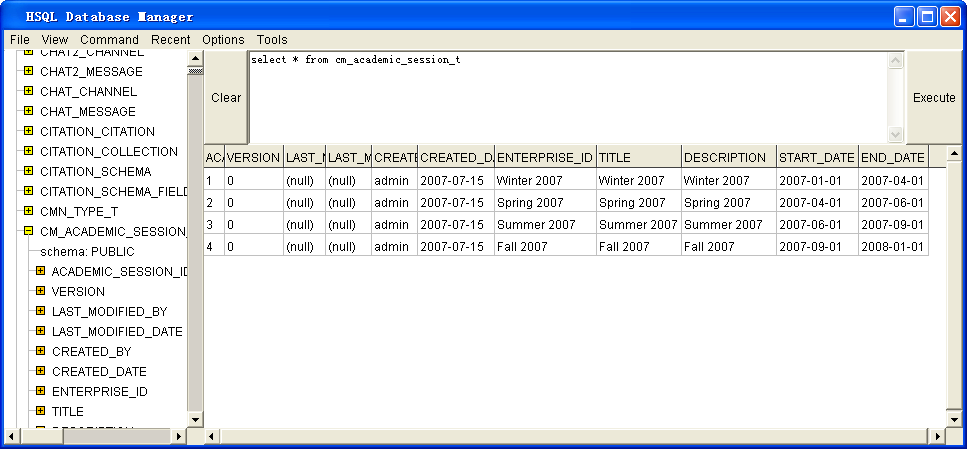 HSQL Database Manager
File View Command Recent Options Tools
CHAT2_CHANNEL
CHAT2_MESSAGE
CHAT_CHANNEL
CHAT_MESSAGE
CITATION_CITATION
CITATION_COLLECTION
CITATION_SCHEMA
CITATION_SCHEMA_FIELD
CMN_TYPE_T
CM_ACADEMIC_SESSION_
schema: PUBLIC
ACADEMIC_SESSION_ID
VERSION
LAST_MODIFIED_BY
LAST_MODIFIED_DATE
CREATED_BY
CREATED_DATE
ENTERPRISE_ID
TITLE
DESCRIPTION
Clear
select * from cm_academic_session_t
Execute
ACA VERSION LAST_M LAST_M CREATE CREATED_DA ENTERPRISE_ID TITLE DESCRIPTION START_DATE END_DATE
1 0 (null) (null) admin 2007-07-15 Winter 2007 Winter 2007 Winter 2007 2007-01-01 2007-04-01
2 0 (null) (null) admin 2007-07-15 Spring 2007 Spring 2007 Spring 2007 2007-04-01 2007-06-01
3 0 (null) (null) admin 2007-07-15 Summer 2007 Summer 2007 Summer 2007 2007-06-01 2007-09-01
4 0 (null) (null) admin 2007-07-15 Fall 2007 Fall 2007 Fall 2007 2007-09-01 2008-01-01